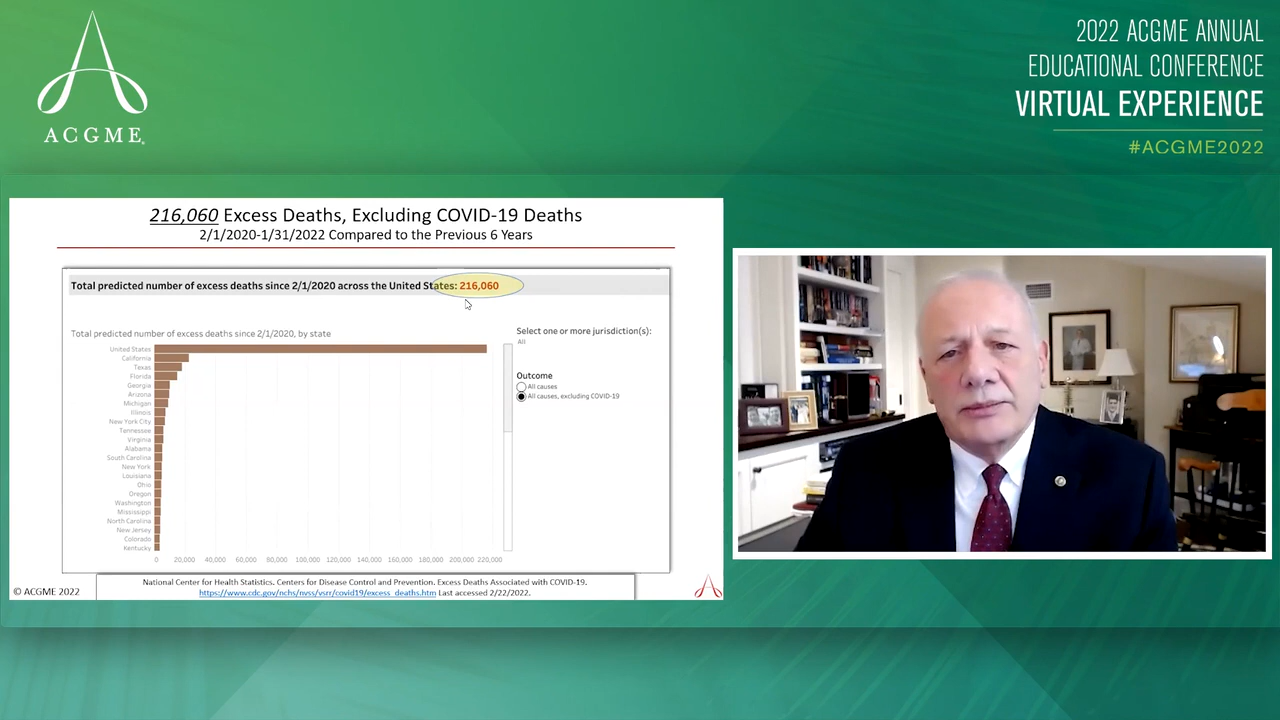 ACGME
2022 ACGME ANNUAL
EDUCATIONAL CONFERENCE
VIRTUAL EXPERIENCE
#ACGME2022
216,060 Excess Deaths, Excluding COVID-19 Deaths
2/1/2020-1/31/2022 Compared to the Previous 6 Years
Total predicted number of excess deaths since 2/1/2020 across the United States: 216,060
Total predicted number of excess deaths since 2/1/2020, by state
United States
California
Texas
Florida
Georgia
Arizona
Michigan
Illinois
New York City
Tennessee
Virginia
Alabama
South Carolina
New York
Louisiana
Ohio
Oregon
Washington
Mississippi
North Carolina
New Jersey
Colorado
Kentucky
0 20,000 40,000 60,000 80,000 100,000 120,000 140,000 160,000 180,000 200,000 220,000
Select one or more jurisdiction(s):
All
Outcome
All causes
All causes, excluding COVID-19
National Center for Health Statistics. Centers for Disease Control and Prevention. Excess Deaths Associated with COVID-19.
https://www.cdc.gov/nchs/nvss/vsrr/covid19/excess_deaths.htm Last accessed 2/22/2022.
© ACGME 2022